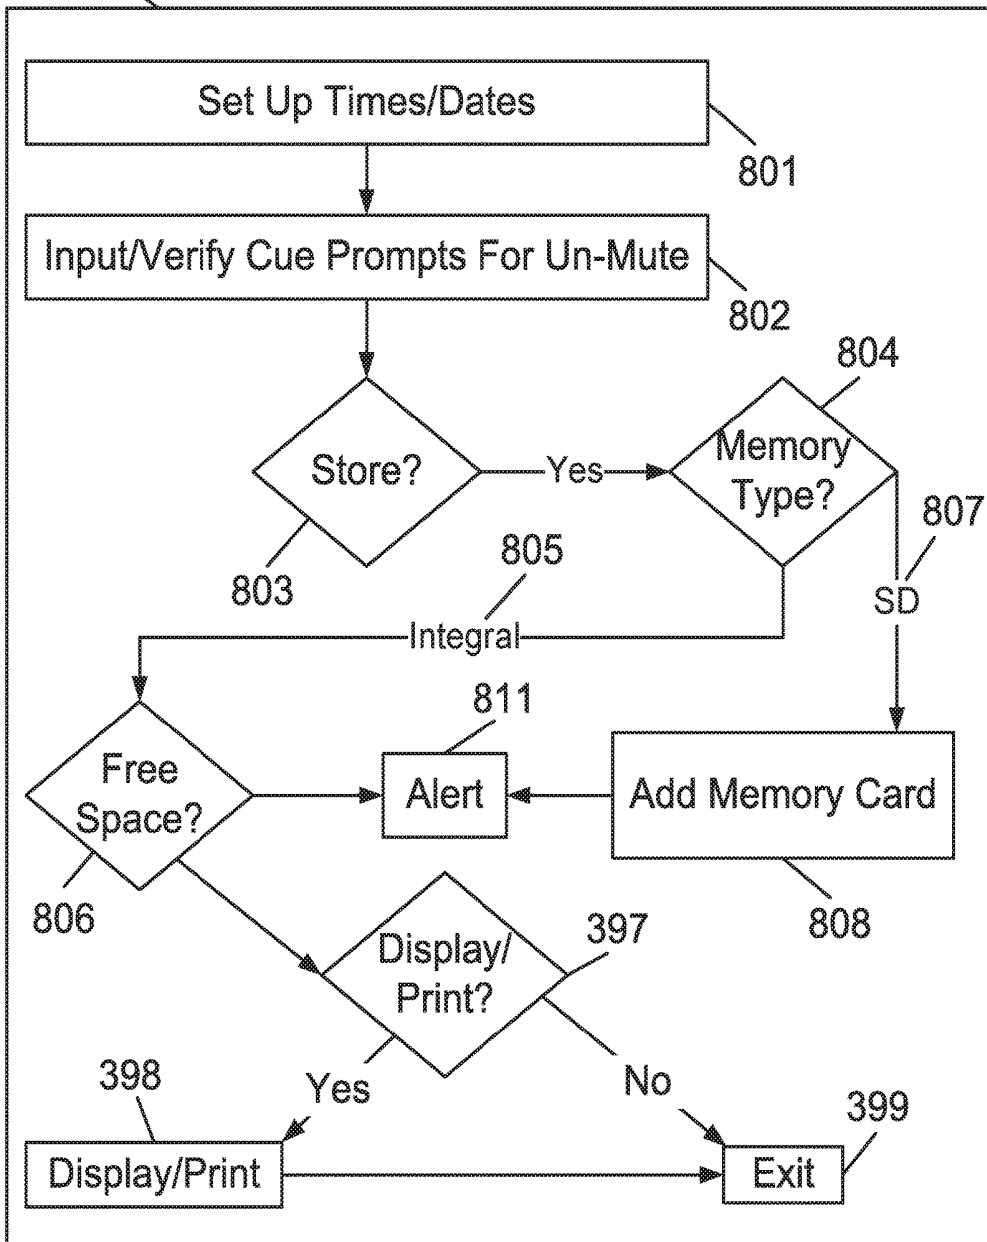 Set Up Times/Dates
801
Input/Verify Cue Prompts For Un-Mute
802
804
Store?
Yes
Memory
Type?
803
805
807
Integral
SD
811
Free
Space?
Alert
Add Memory Card
806
808
Display/
Print?
397
398
Yes
No
399
Display/Print
Exit